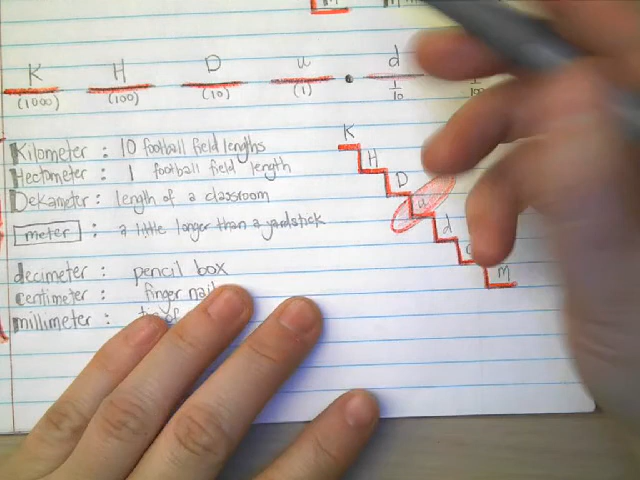 K H D u . d
(1000) (100) (10) (1) 1/10
Kilometer : 10 football field lengths
Hectometer : 1 football field length
Dekameter : length of a classroom
meter : a little longer than a yardstick
decimeter : pencil box
centimeter : finger nail
millimeter :
K
H
D
u
d
M